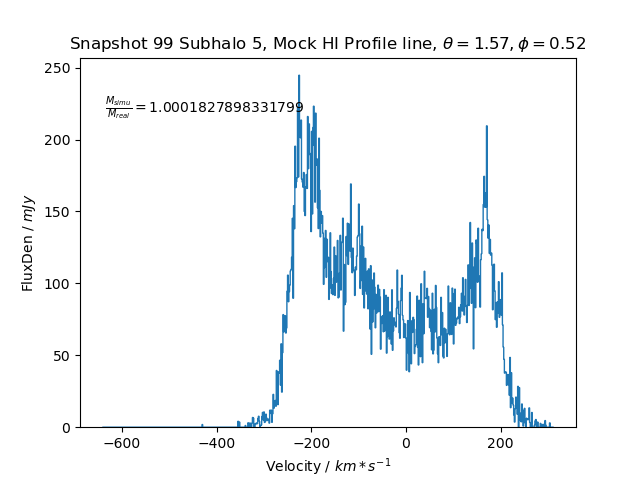 Snapshot 99 Subhalo 5, Mock HI Profile line, θ = 1.57, ϕ = 0.52
M_simu/M_real = 1.0001827898331799
FluxDen / mJy
250
200
150
100
50
0
−600 −400 −200 0 200
Velocity / km * s⁻¹